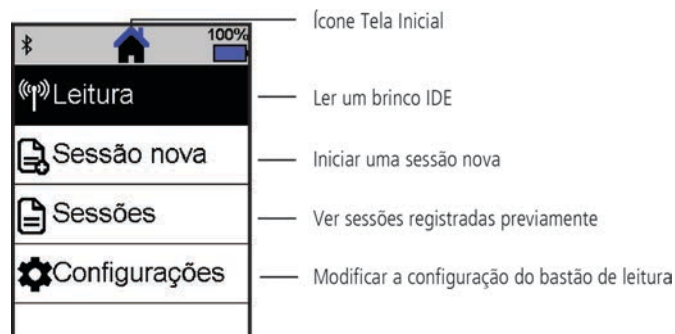 Ícone Tela Inicial
100%
Leitura
Ler um brinco IDE
Sessão nova
Iniciar uma sessão nova
Sessões
Ver sessões registradas previamente
Configurações
Modificar a configuração do bastão de leitura